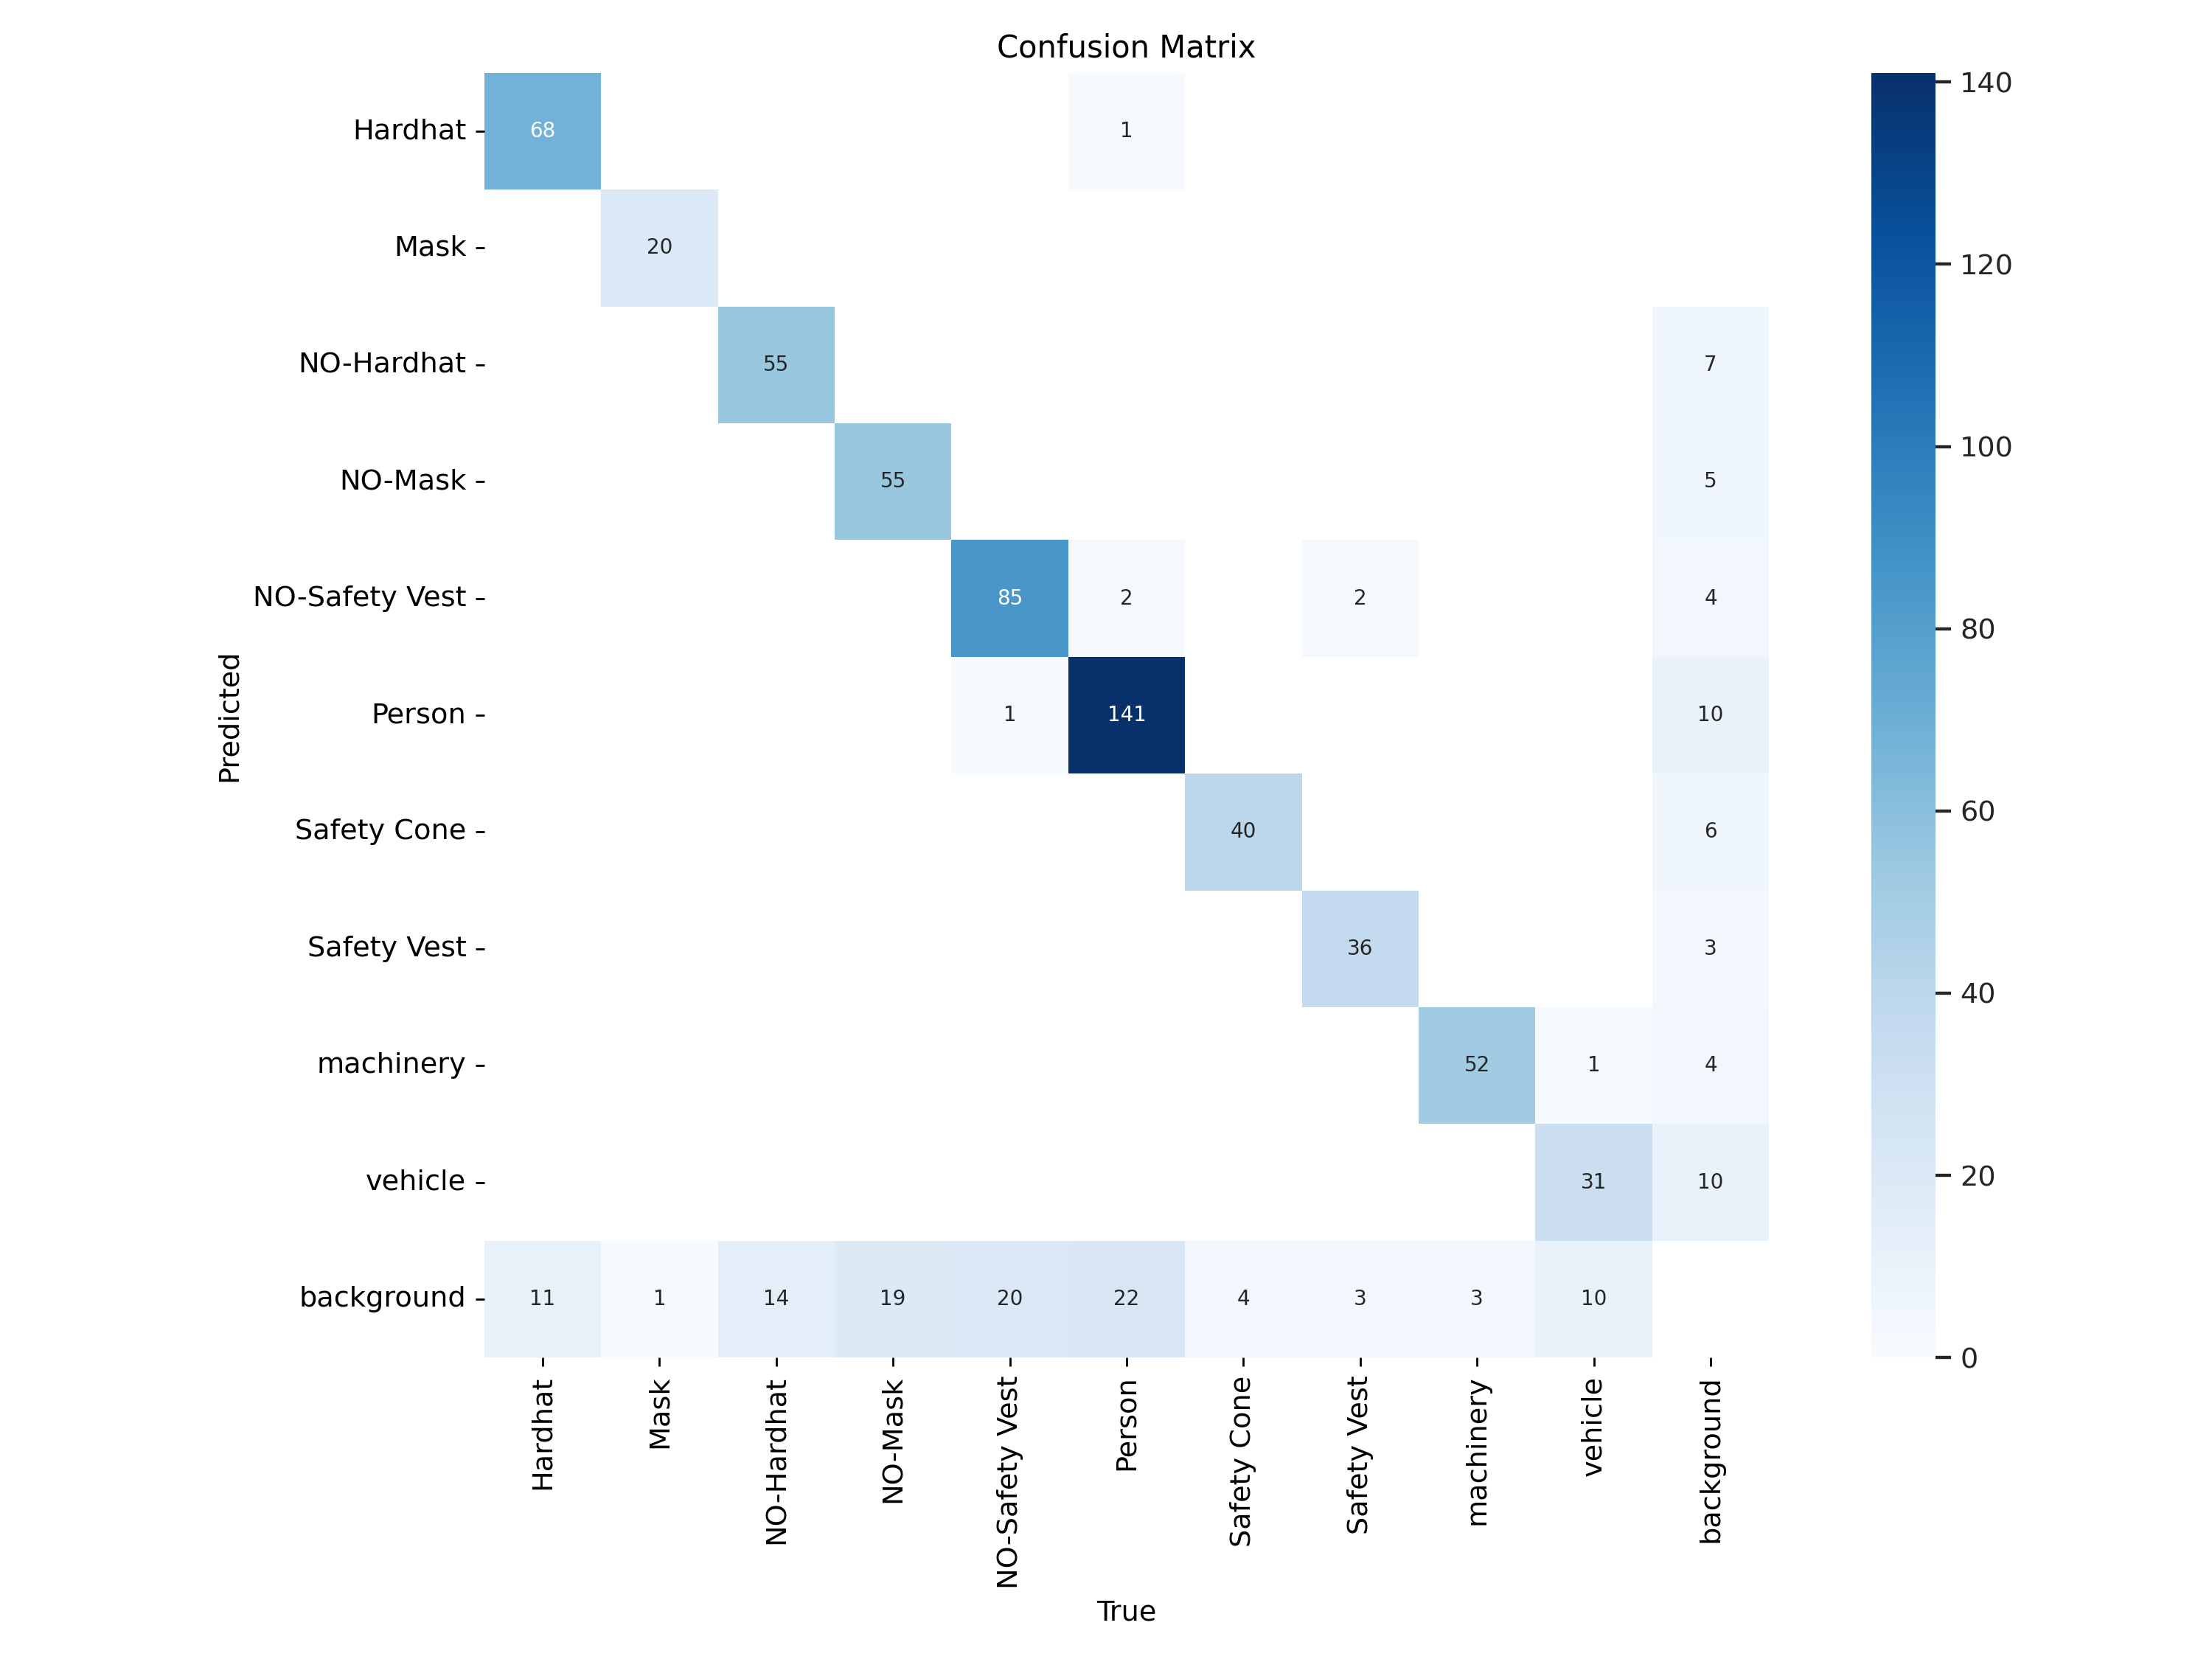 Confusion Matrix
Hardhat 68 1
Mask 20
NO-Hardhat 55 7
NO-Mask 55 5
NO-Safety Vest 85 2 2 4
Person 1 141 10
Safety Cone 40 6
Safety Vest 36 3
machinery 52 1 4
vehicle 31 10
background 11 1 14 19 20 22 4 3 3 10
Predicted
Hardhat
Mask
NO-Hardhat
NO-Mask
NO-Safety Vest
Person
Safety Cone
Safety Vest
machinery
vehicle
background
True
140
120
100
80
60
40
20
0